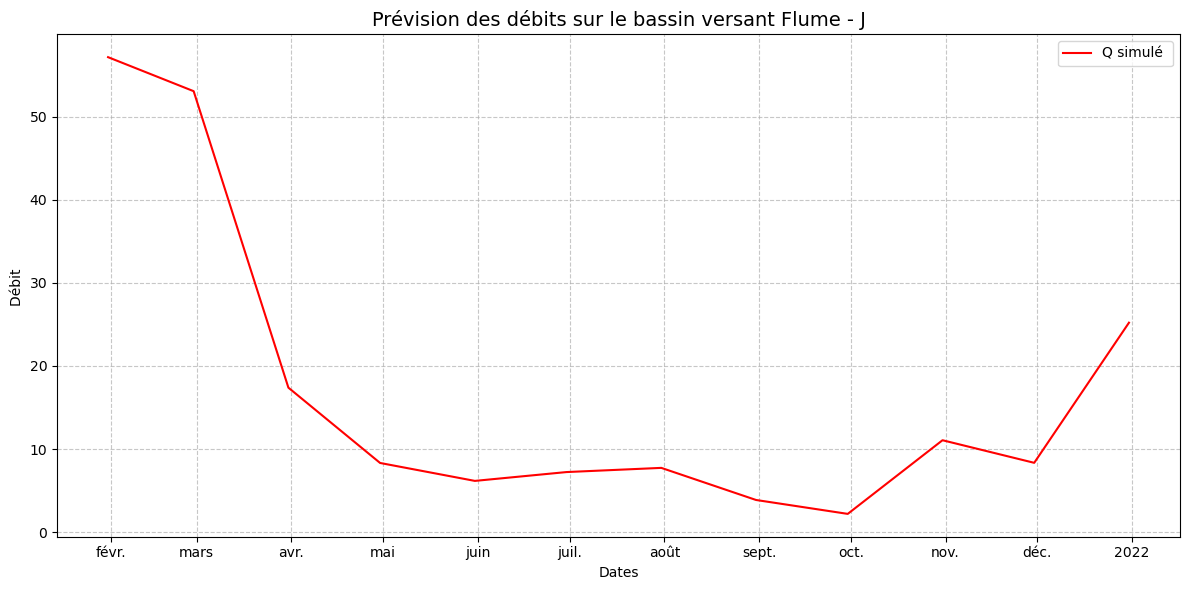 Prévision des débits sur le bassin versant Flume - J
Q simulé
Débit
50
40
30
20
10
0
févr. mars avr. mai juin juil. août sept. oct. nov. déc. 2022
Dates